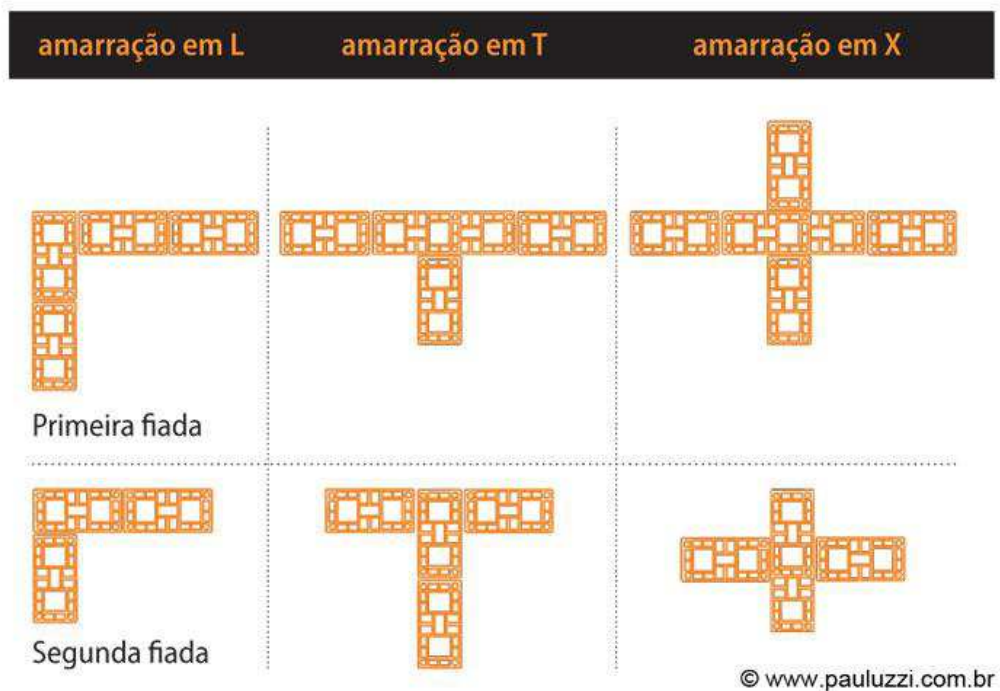 amarração em L
amarração em T
amarração em X
Primeira fiada
Segunda fiada
© www.pauluzzi.com.br